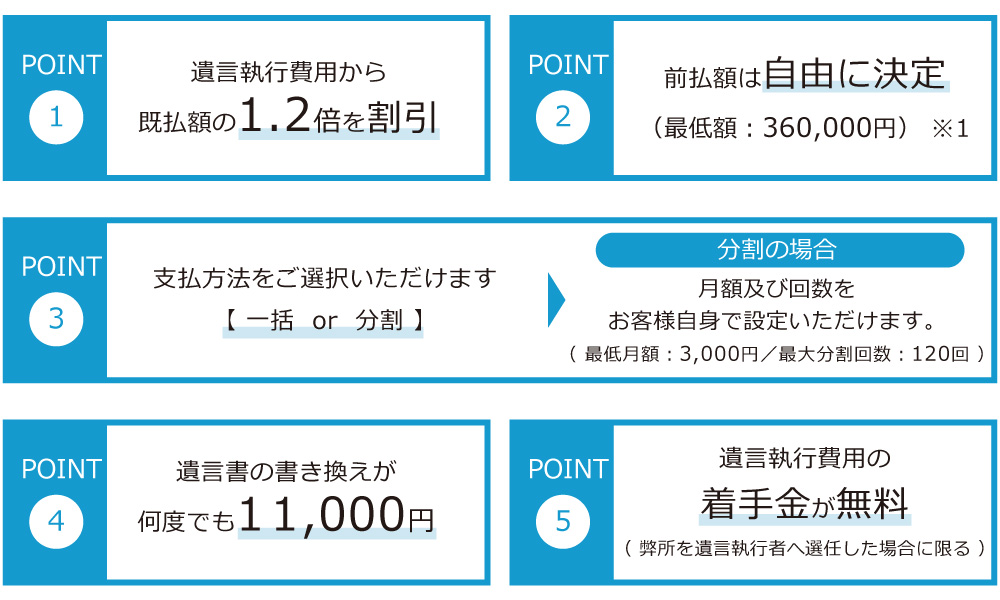 POINT
1
遺言執行費用から
既払額の1.2倍を割引
POINT
2
前払額は自由に決定
（最低額：360,000円） ※1
POINT
3
支払方法をご選択いただけます
【 一括 or 分割 】
分割の場合
月額及び回数を
お客様自身で設定いただけます。
（ 最低月額：3,000円／最大分割回数：120回 ）
POINT
4
遺言書の書き換えが
何度でも11,000円
POINT
5
遺言執行費用の
着手金が無料
（ 弊所を遺言執行者へ選任した場合に限る ）